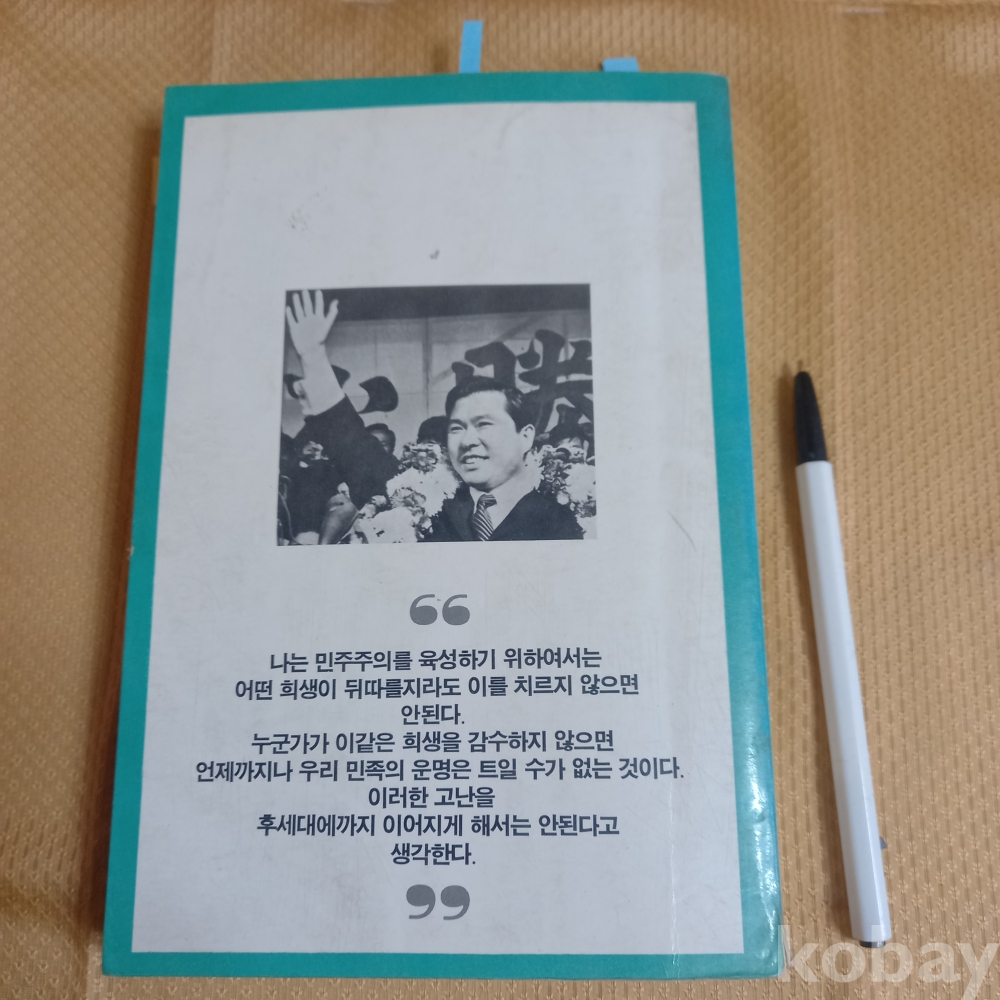 勝
“
나는 민주주의를 육성하기 위하여서는
어떤 희생이 뒤따를지라도 이를 치르지 않으면
안된다.
누군가가 이같은 희생을 감수하지 않으면
언제까지나 우리 민족의 운명은 트일 수가 없는 것이다.
이러한 고난을
후세대에까지 이어지게 해서는 안된다고
생각한다.
”
kobay